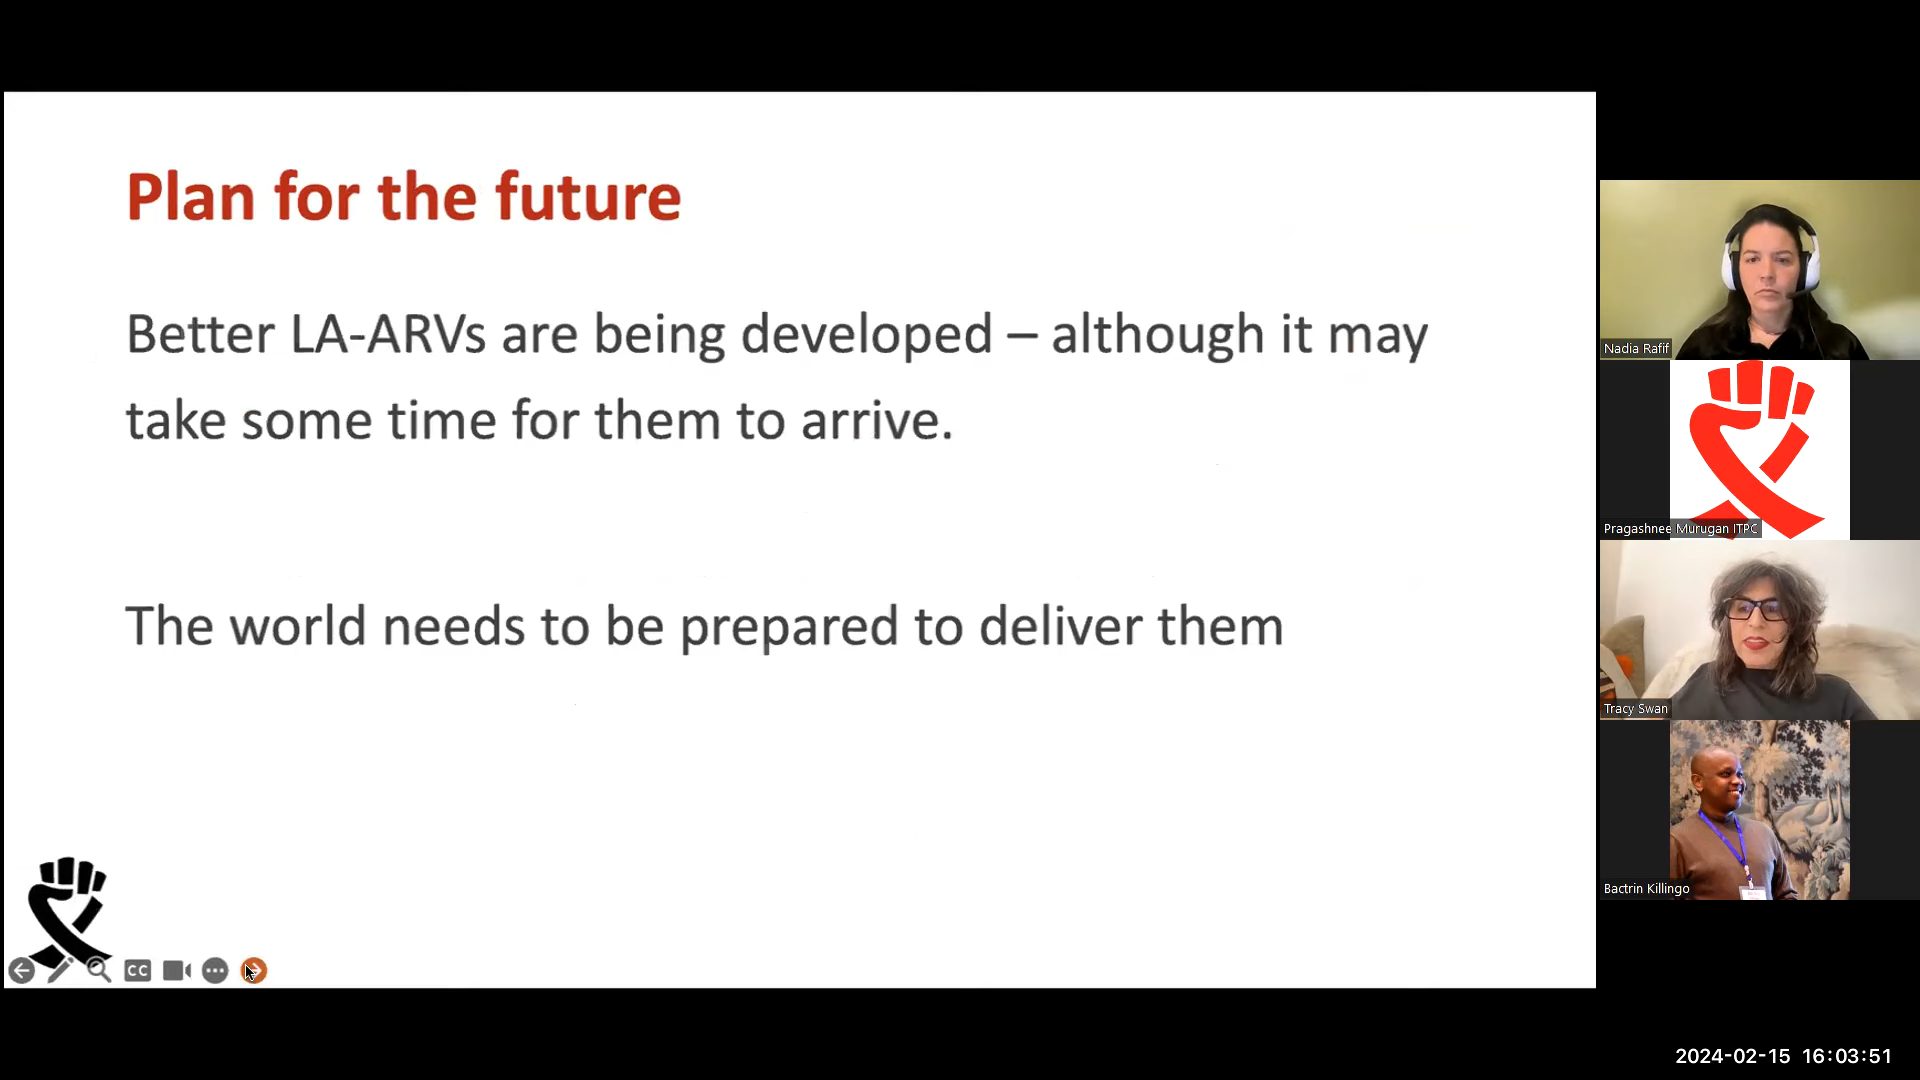 Plan for the future
Better LA-ARVs are being developed – although it may
take some time for them to arrive.
The world needs to be prepared to deliver them
CC
Nadia Rafif
Pragashnee Murugan ITPC
Tracy Swan
Bactrin Killingo
2024-02-15 16:03:51